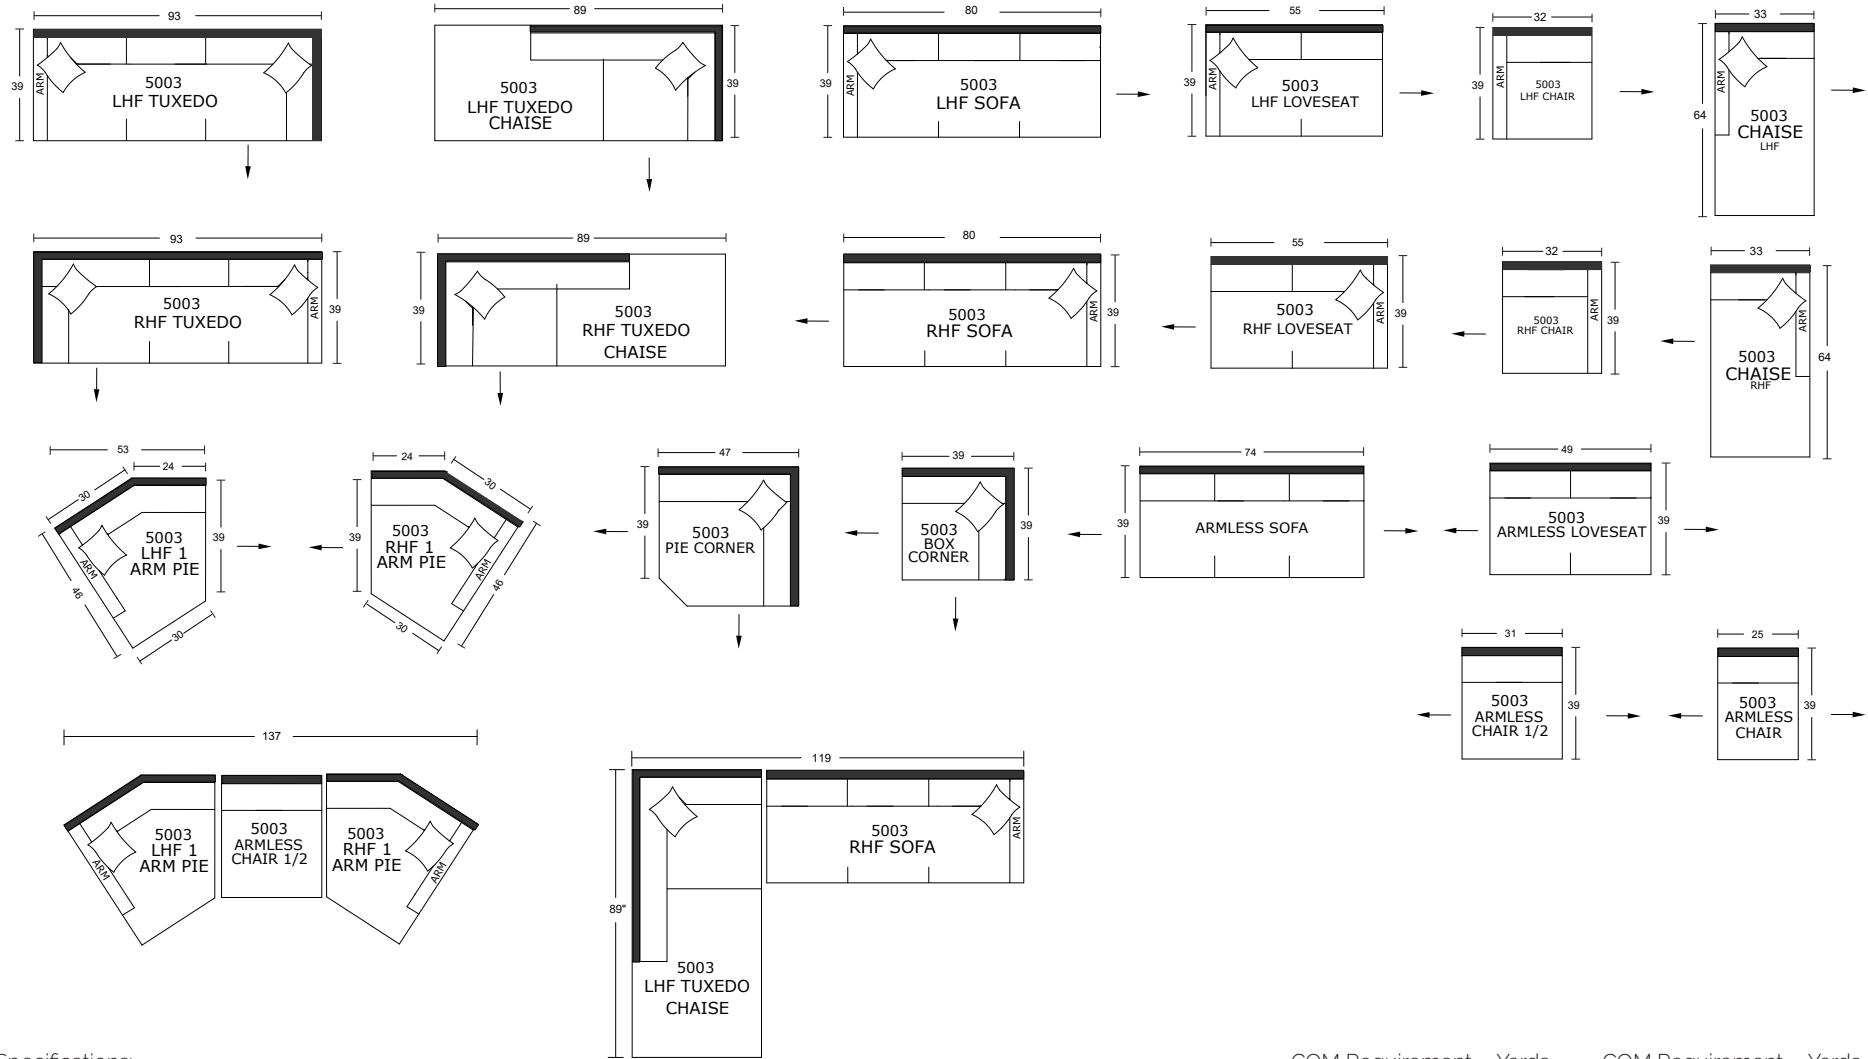 93
39
ARM
5003
LHF TUXEDO
89
39
5003
LHF TUXEDO
CHAISE
80
39
ARM
5003
LHF SOFA
55
39
ARM
5003
LHF LOVESEAT
32
39
ARM
5003
LHF CHAIR
33
64
ARM
5003
CHAISE
LHF
93
39
ARM
5003
RHF TUXEDO
89
39
5003
RHF TUXEDO
CHAISE
80
39
ARM
5003
RHF SOFA
55
39
ARM
5003
RHF LOVESEAT
32
39
ARM
5003
RHF CHAIR
33
64
ARM
5003
CHAISE
RHF
53
24
30
39
46
30
ARM
5003
LHF 1
ARM PIE
24
30
39
46
30
ARM
5003
RHF 1
ARM PIE
47
39
5003
PIE CORNER
39
39
5003
BOX
CORNER
74
39
ARMLESS SOFA
49
39
5003
ARMLESS LOVESEAT
31
39
5003
ARMLESS
CHAIR 1/2
25
39
5003
ARMLESS
CHAIR
137
ARM
5003
LHF 1
ARM PIE
5003
ARMLESS
CHAIR 1/2
5003
RHF 1
ARM PIE
ARM
119
89"
5003
RHF SOFA
ARM
5003
LHF TUXEDO
CHAISE
Specifications:
COM Requirement - Yards
COM Requirement - Yards